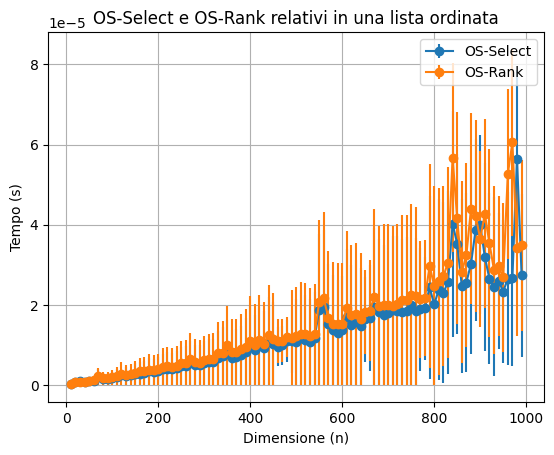 OS-Select e OS-Rank relativi in una lista ordinata
1e−5
OS-Select
OS-Rank
8
6
4
2
0
Tempo (s)
0 200 400 600 800 1000
Dimensione (n)